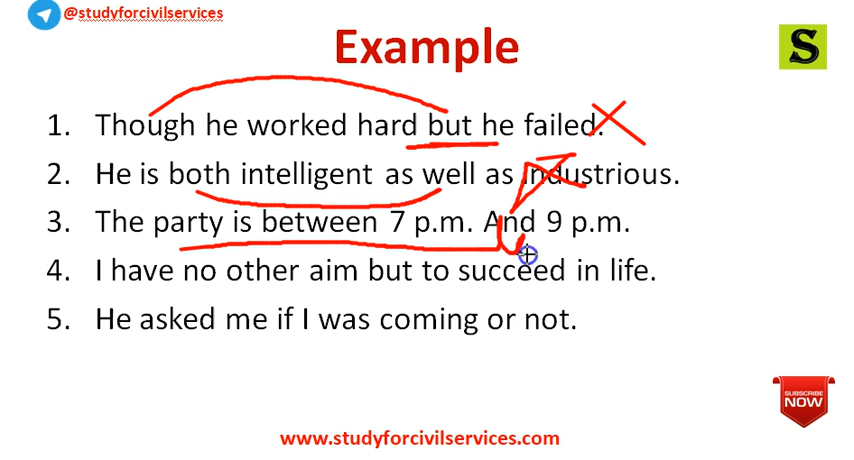 @studyforcivilservices
Example
S
1. Though he worked hard but he failed.
2. He is both intelligent as well as industrious.
3. The party is between 7 p.m. And 9 p.m.
4. I have no other aim but to succeed in life.
5. He asked me if I was coming or not.
SUBSCRIBE
NOW
www.studyforcivilservices.com